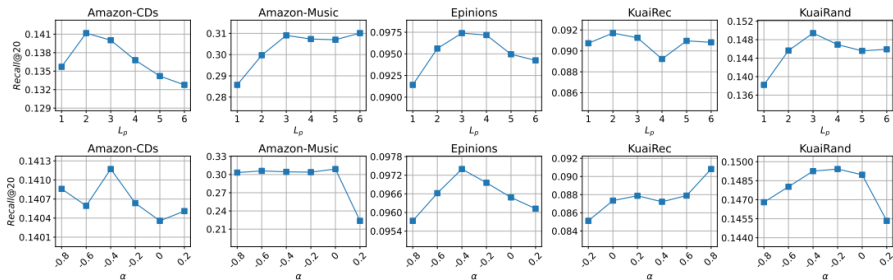 Amazon-CDs
Amazon-Music
Epinions
KuaiRec
KuaiRand
Recall@20
0.141
0.138
0.135
0.132
0.129
1 2 3 4 5 6
L_p
0.31
0.30
0.29
0.28
1 2 3 4 5 6
L_p
0.0975
0.0945
0.0915
0.0900
1 2 3 4 5 6
L_p
0.092
0.090
0.088
0.086
1 2 3 4 5 6
L_p
0.152
0.148
0.144
0.140
0.136
1 2 3 4 5 6
L_p
Amazon-CDs
Amazon-Music
Epinions
KuaiRec
KuaiRand
Recall@20
0.1413
0.1410
0.1407
0.1404
0.1401
-0.8 -0.6 -0.4 -0.2 0 0.2
α
0.33
0.30
0.27
0.24
0.21
-0.8 -0.6 -0.4 -0.2 0 0.2
α
0.0978
0.0972
0.0966
0.0960
0.0954
-0.8 -0.6 -0.4 -0.2 0 0.2
α
0.092
0.090
0.088
0.086
0.084
-0.2 0 0.2 0.4 0.6 0.8
α
0.1500
0.1485
0.1470
0.1455
0.1440
-0.8 -0.6 -0.4 -0.2 0 0.2
α